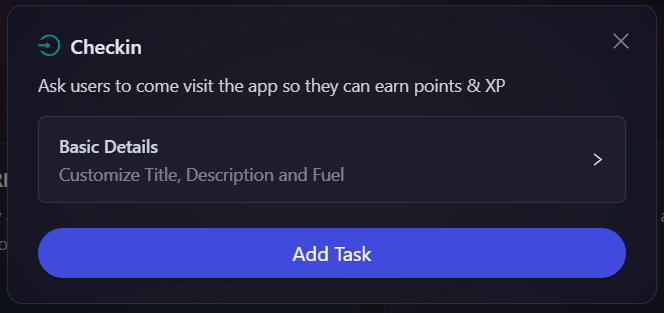 Checkin
Ask users to come visit the app so they can earn points & XP
Basic Details
Customize Title, Description and Fuel
Add Task